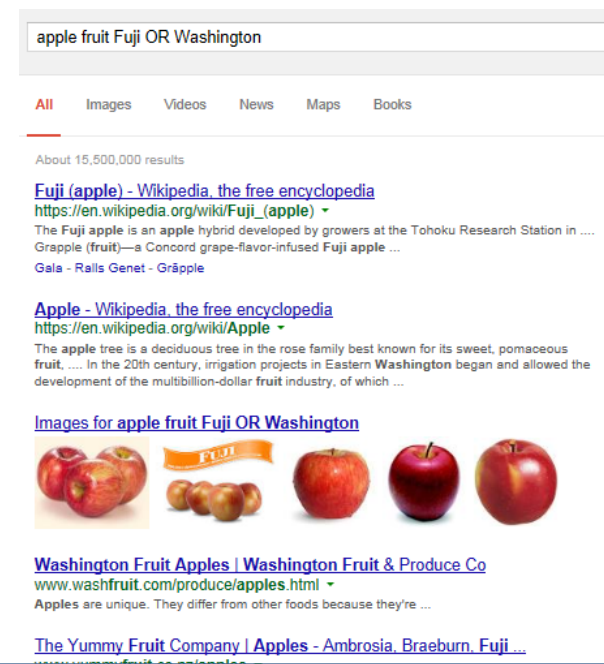 apple fruit Fuji OR Washington
All Images Videos News Maps Books
About 15,500,000 results
Fuji (apple) - Wikipedia, the free encyclopedia
https://en.wikipedia.org/wiki/Fuji_(apple)
The Fuji apple is an apple hybrid developed by growers at the Tohoku Research Station in ....
Grapple (fruit)—a Concord grape-flavor-infused Fuji apple ...
Gala - Ralls Genet - Grāpple
Apple - Wikipedia, the free encyclopedia
https://en.wikipedia.org/wiki/Apple
The apple tree is a deciduous tree in the rose family best known for its sweet, pomaceous
fruit, .... In the 20th century, irrigation projects in Eastern Washington began and allowed the
development of the multibillion-dollar fruit industry, of which ...
Images for apple fruit Fuji OR Washington
FUJI
Washington Fruit Apples | Washington Fruit & Produce Co
www.washfruit.com/produce/apples.html
Apples are unique. They differ from other foods because they're ...
The Yummy Fruit Company | Apples - Ambrosia, Braeburn, Fuji ...